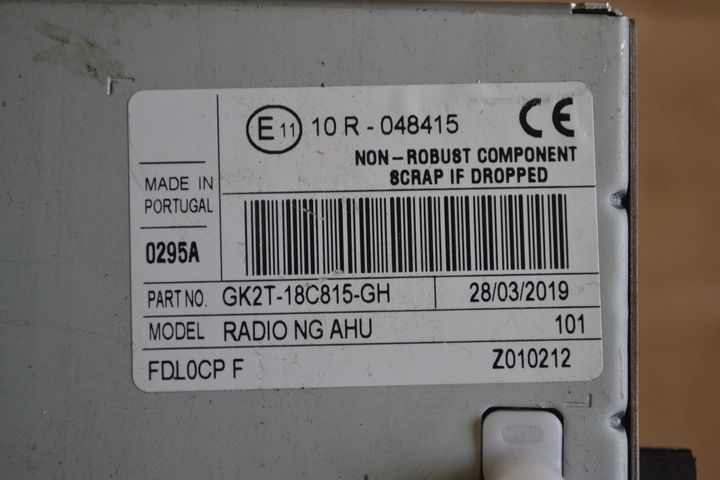 E 11 10 R - 048415 CE
NON-ROBUST COMPONENT
SCRAP IF DROPPED
MADE IN
PORTUGAL
0295A
PART NO. GK2T-18C815-GH 28/03/2019
MODEL RADIO NG AHU 101
FDL0CP F Z010212